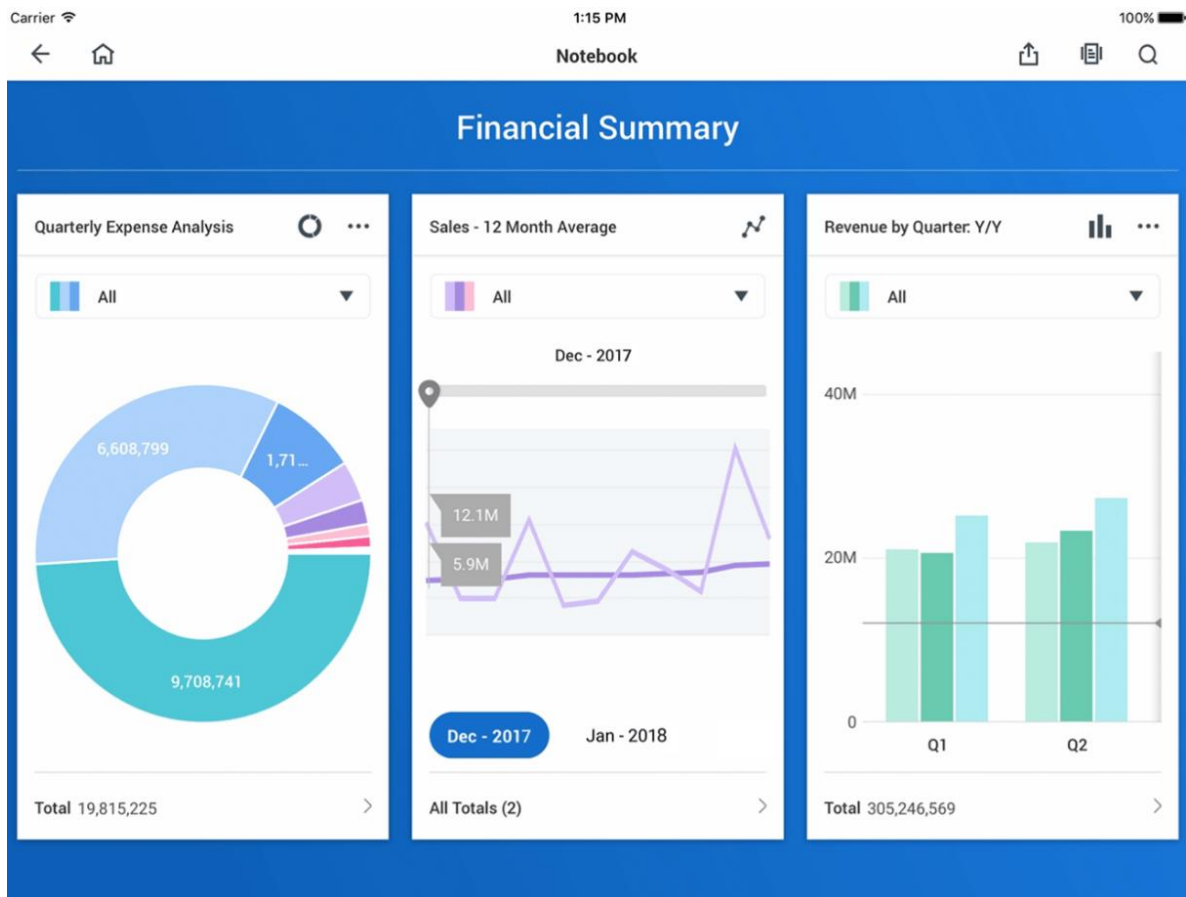 Carrier
1:15 PM
100%
Notebook
Financial Summary
Quarterly Expense Analysis
All
6,608,799
1,71...
9,708,741
Total 19,815,225
Sales - 12 Month Average
All
Dec - 2017
12.1M
5.9M
Dec - 2017
Jan - 2018
All Totals (2)
Revenue by Quarter: Y/Y
All
40M
20M
0
Q1
Q2
Total 305,246,569